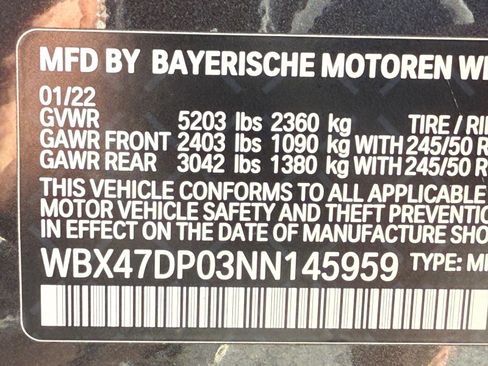 MFD BY BAYERISCHE MOTOREN
01/22
GVWR 5203 lbs 2360 kg TIRE /
GAWR FRONT 2403 lbs 1090 kg WITH 245/50
GAWR REAR 3042 lbs 1380 kg WITH 245/50
THIS VEHICLE CONFORMS TO ALL APPLICABLE
MOTOR VEHICLE SAFETY AND THEFT
IN EFFECT ON THE DATE OF MANUFACTURE
WBX47DP03NN145959 TYPE: